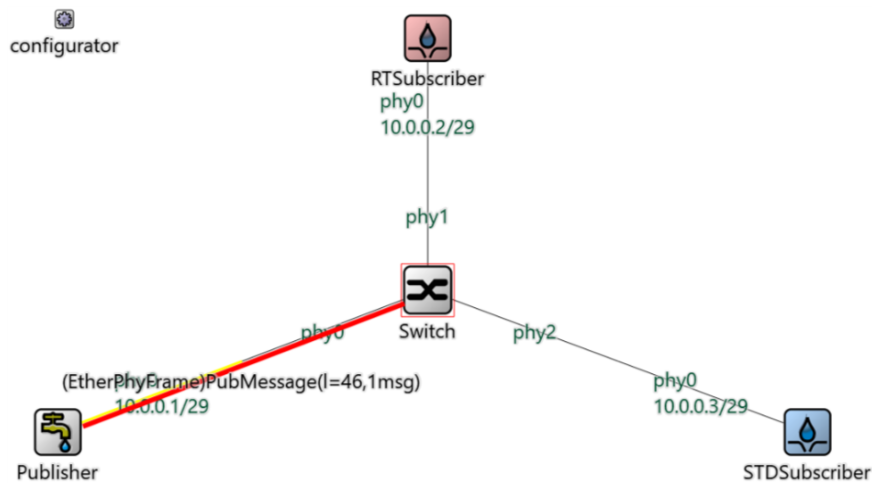 configurator
RTSubscriber
phy0
10.0.0.2/29
phy1
Switch
phy0
phy2
(EtherPhyFrame)PubMessage(l=46,1msg)
10.0.0.1/29
phy0
10.0.0.3/29
Publisher
STDSubscriber